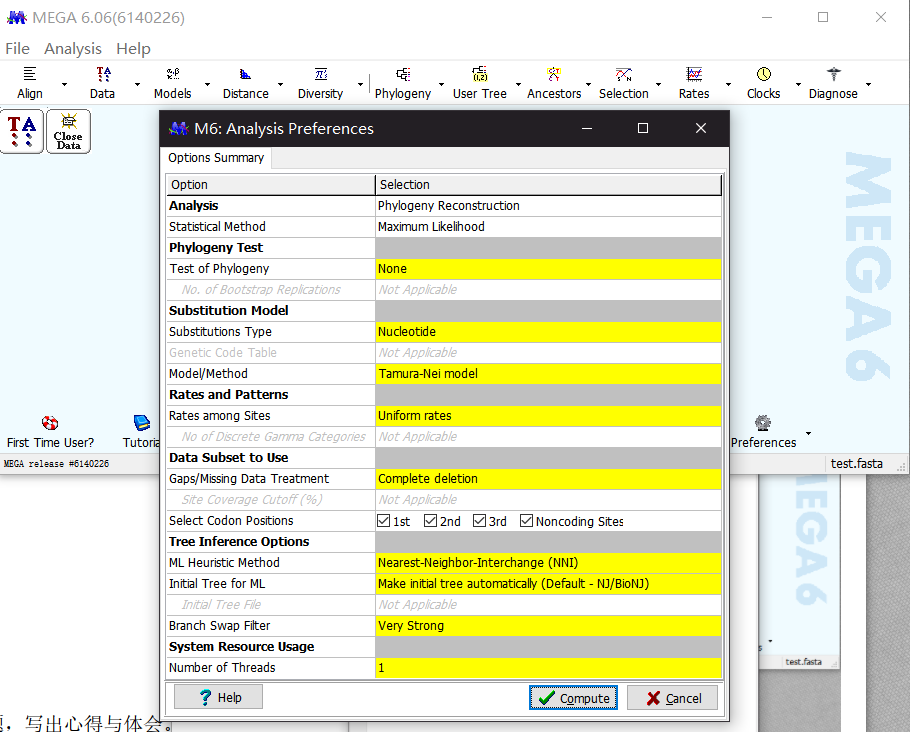 MEGA 6.06(6140226)
File Analysis Help
Align Data Models Distance Diversity Phylogeny User Tree Ancestors Selection Rates Clocks Diagnose
TA
Close
Data
M6: Analysis Preferences
Options Summary
Option Selection
Analysis Phylogeny Reconstruction
Statistical Method Maximum Likelihood
Phylogeny Test
Test of Phylogeny None
No. of Bootstrap Replications Not Applicable
Substitution Model
Substitutions Type Nucleotide
Genetic Code Table Not Applicable
Model/Method Tamura-Nei model
Rates and Patterns
Rates among Sites Uniform rates
No of Discrete Gamma Categories Not Applicable
Data Subset to Use
Gaps/Missing Data Treatment Complete deletion
Site Coverage Cutoff (%) Not Applicable
Select Codon Positions 1st 2nd 3rd Noncoding Sites
Tree Inference Options
ML Heuristic Method Nearest-Neighbor-Interchange (NNI)
Initial Tree for ML Make initial tree automatically (Default - NJ/BioNJ)
Initial Tree File Not Applicable
Branch Swap Filter Very Strong
System Resource Usage
Number of Threads 1
Help Compute Cancel
MEGA6
First Time User? Tutoria Preferences
MEGA release #6140226 test.fasta
MEGA6
s
test.fasta
，写出心得与体会。